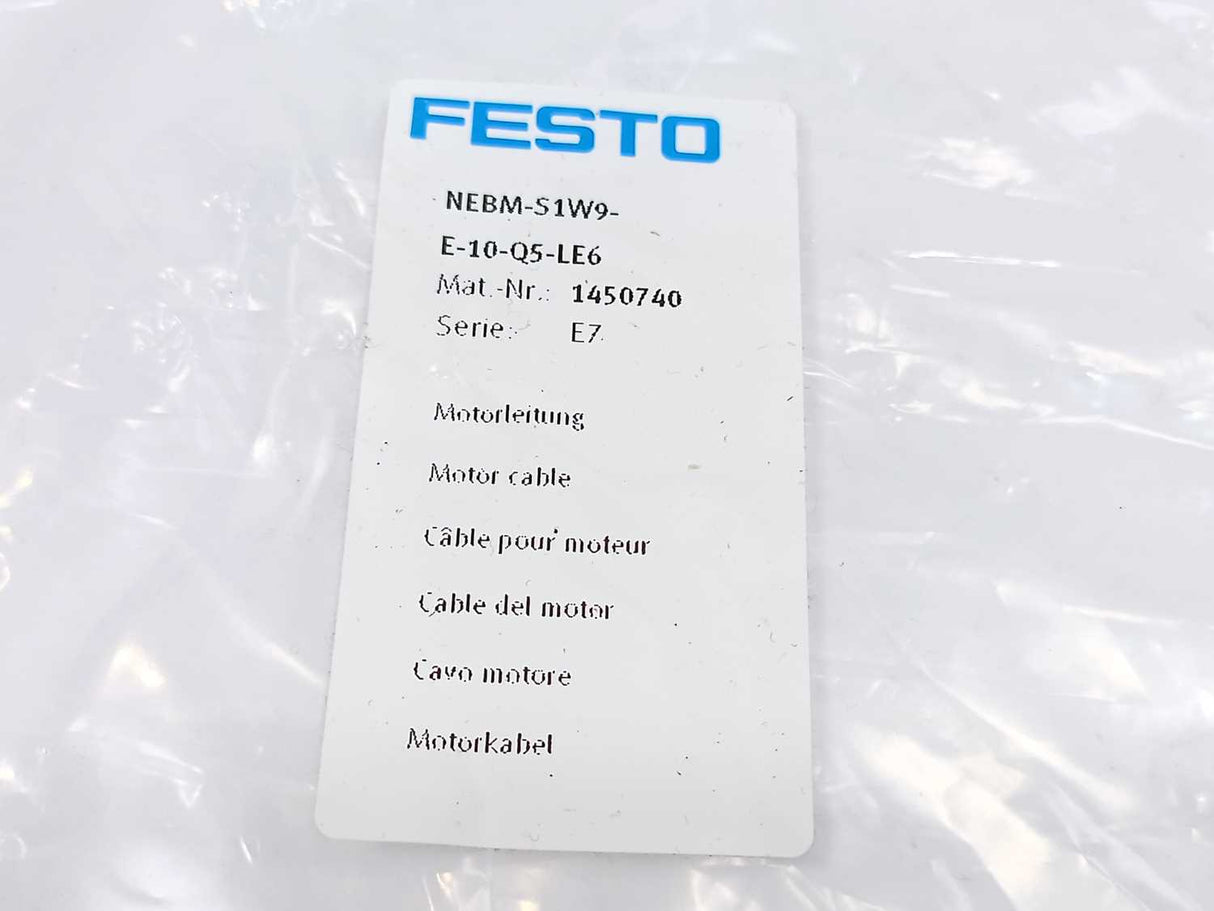 FESTO
NEBM-S1W9-
E-10-Q5-LE6
Mat.-Nr.: 1450740
Serie: E7
Motorleitung
Motor cable
Câble pour moteur
Cable del motor
Cavo motore
Motorkabel